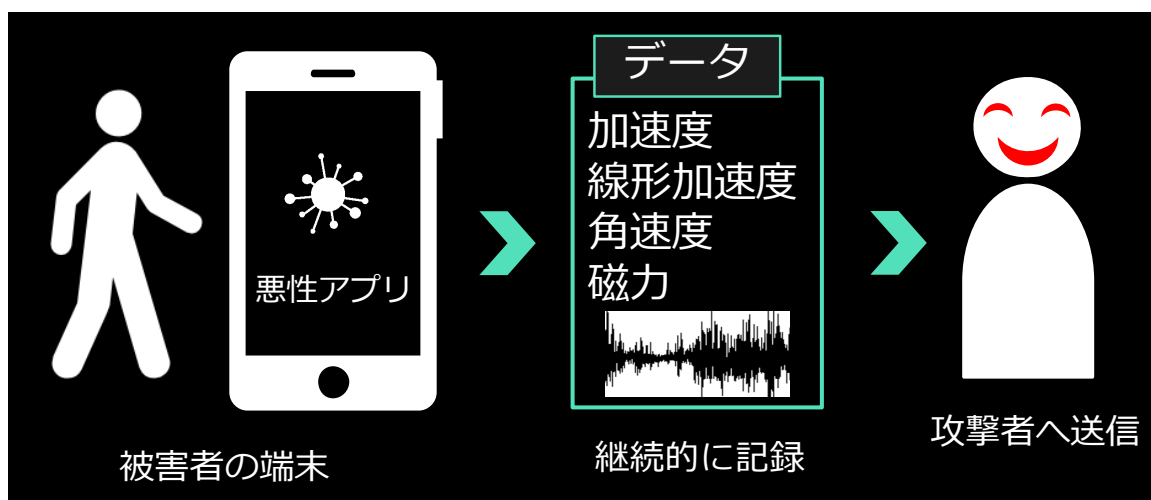 データ
加速度
線形加速度
角速度
磁力
悪性アプリ
被害者の端末
継続的に記録
攻撃者へ送信